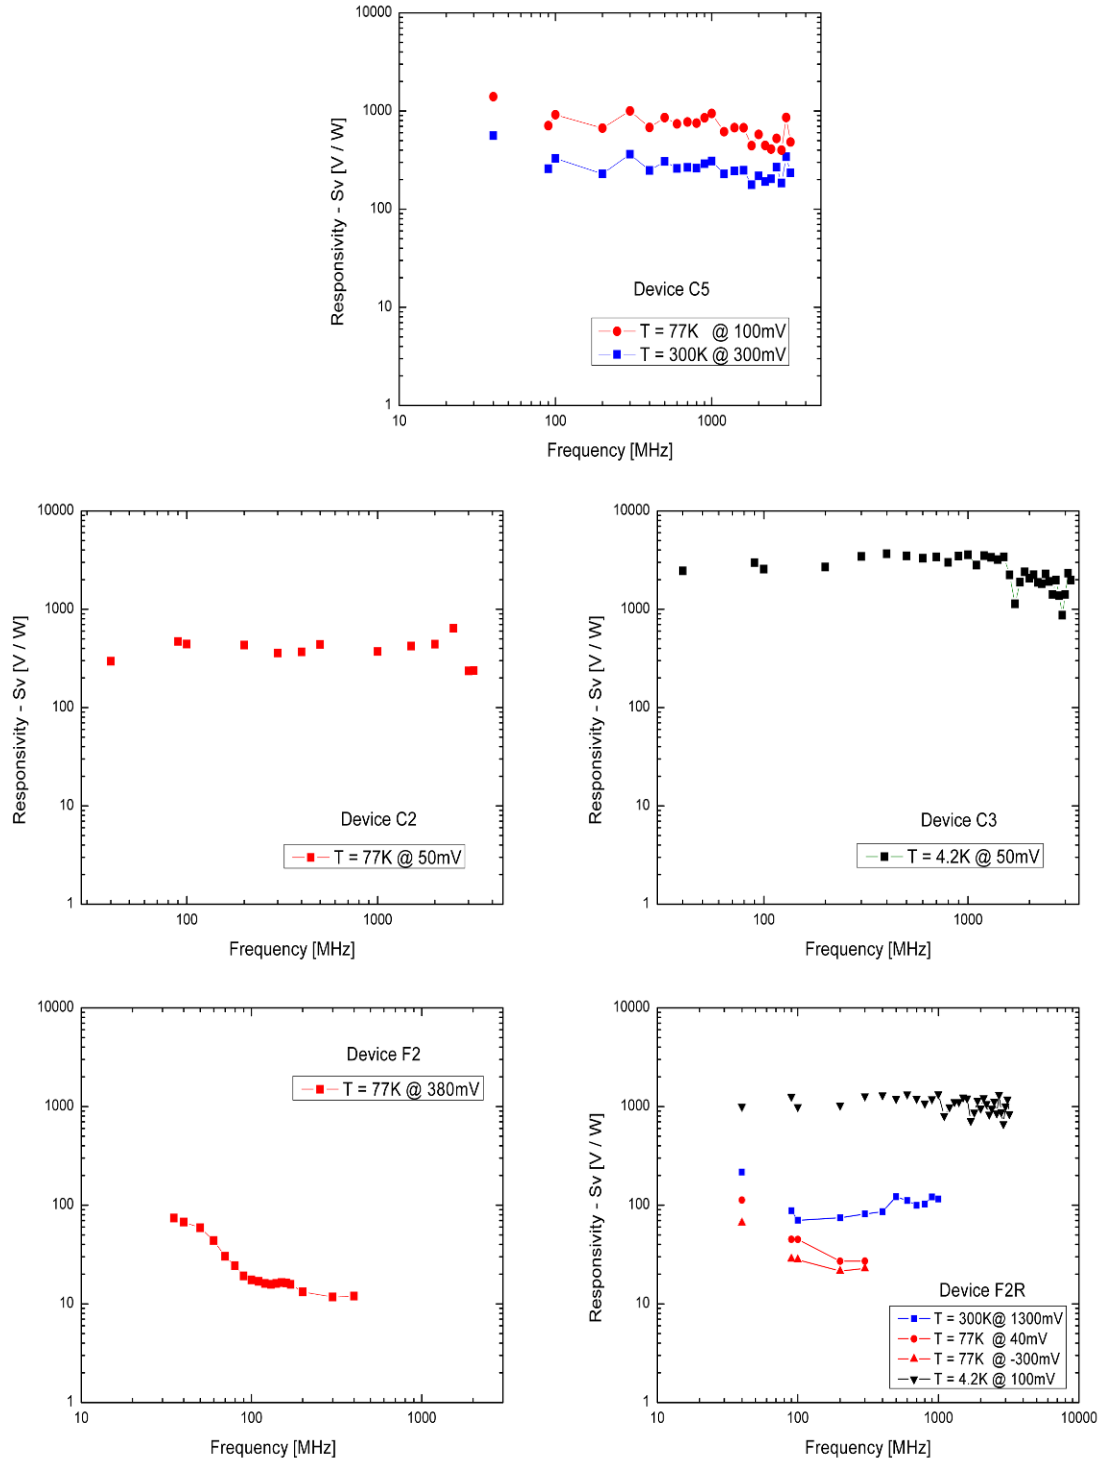 10000
1000
100
10
1
Responsivity - Sv [V / W]
Device C5
T = 77K @ 100mV
T = 300K @ 300mV
10 100 1000
Frequency [MHz]
10000
1000
100
10
1
Responsivity - Sv [V / W]
Device C2
T = 77K @ 50mV
100 1000
Frequency [MHz]
10000
1000
100
10
1
Responsivity - Sv [V / W]
Device C3
T = 4.2K @ 50mV
100 1000
Frequency [MHz]
10000
1000
100
10
1
Responsivity - Sv [V / W]
Device F2
T = 77K @ 380mV
10 100 1000
Frequency [MHz]
10000
1000
100
10
1
Responsivity - Sv [V / W]
Device F2R
T = 300K@ 1300mV
T = 77K @ 40mV
T = 77K @ -300mV
T = 4.2K @ 100mV
10 100 1000 10000
Frequency [MHz]